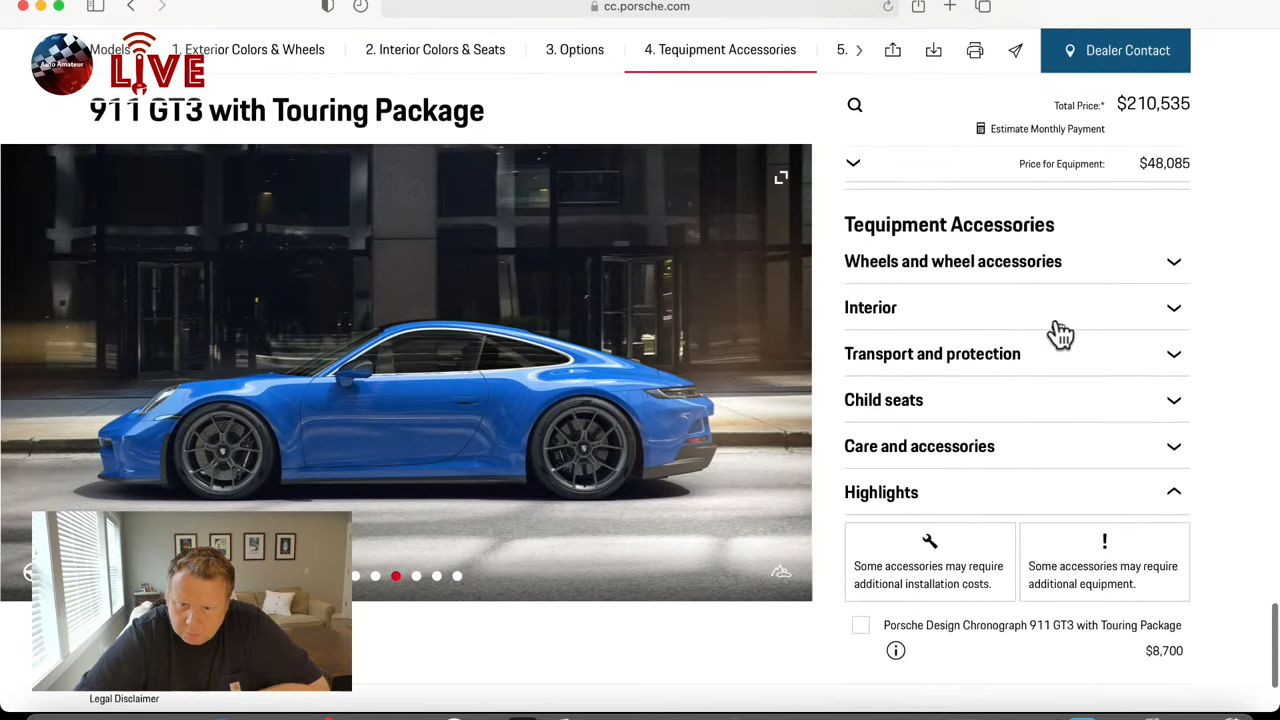 cc.porsche.com
Auto Amateur
LIVE
Models
1. Exterior Colors & Wheels
2. Interior Colors & Seats
3. Options
4. Tequipment Accessories
5.
Dealer Contact
911 GT3 with Touring Package
Total Price:* $210,535
Estimate Monthly Payment
Price for Equipment: $48,085
Tequipment Accessories
Wheels and wheel accessories
Interior
Transport and protection
Child seats
Care and accessories
Highlights
Some accessories may require
additional installation costs.
Some accessories may require
additional equipment.
Porsche Design Chronograph 911 GT3 with Touring Package
$8,700
Legal Disclaimer